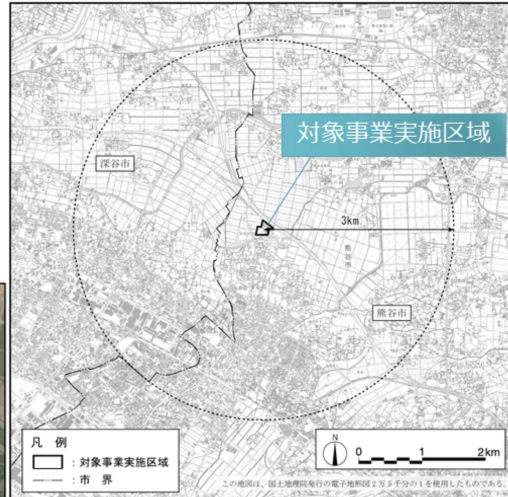 対象事業実施区域
深谷市
3km
熊谷市
熊谷市
凡 例
：対象事業実施区域
：市 界
N
0 1 2km
この地図は、国土地理院発行の電子地形図2万5千分の1を使用したものである。